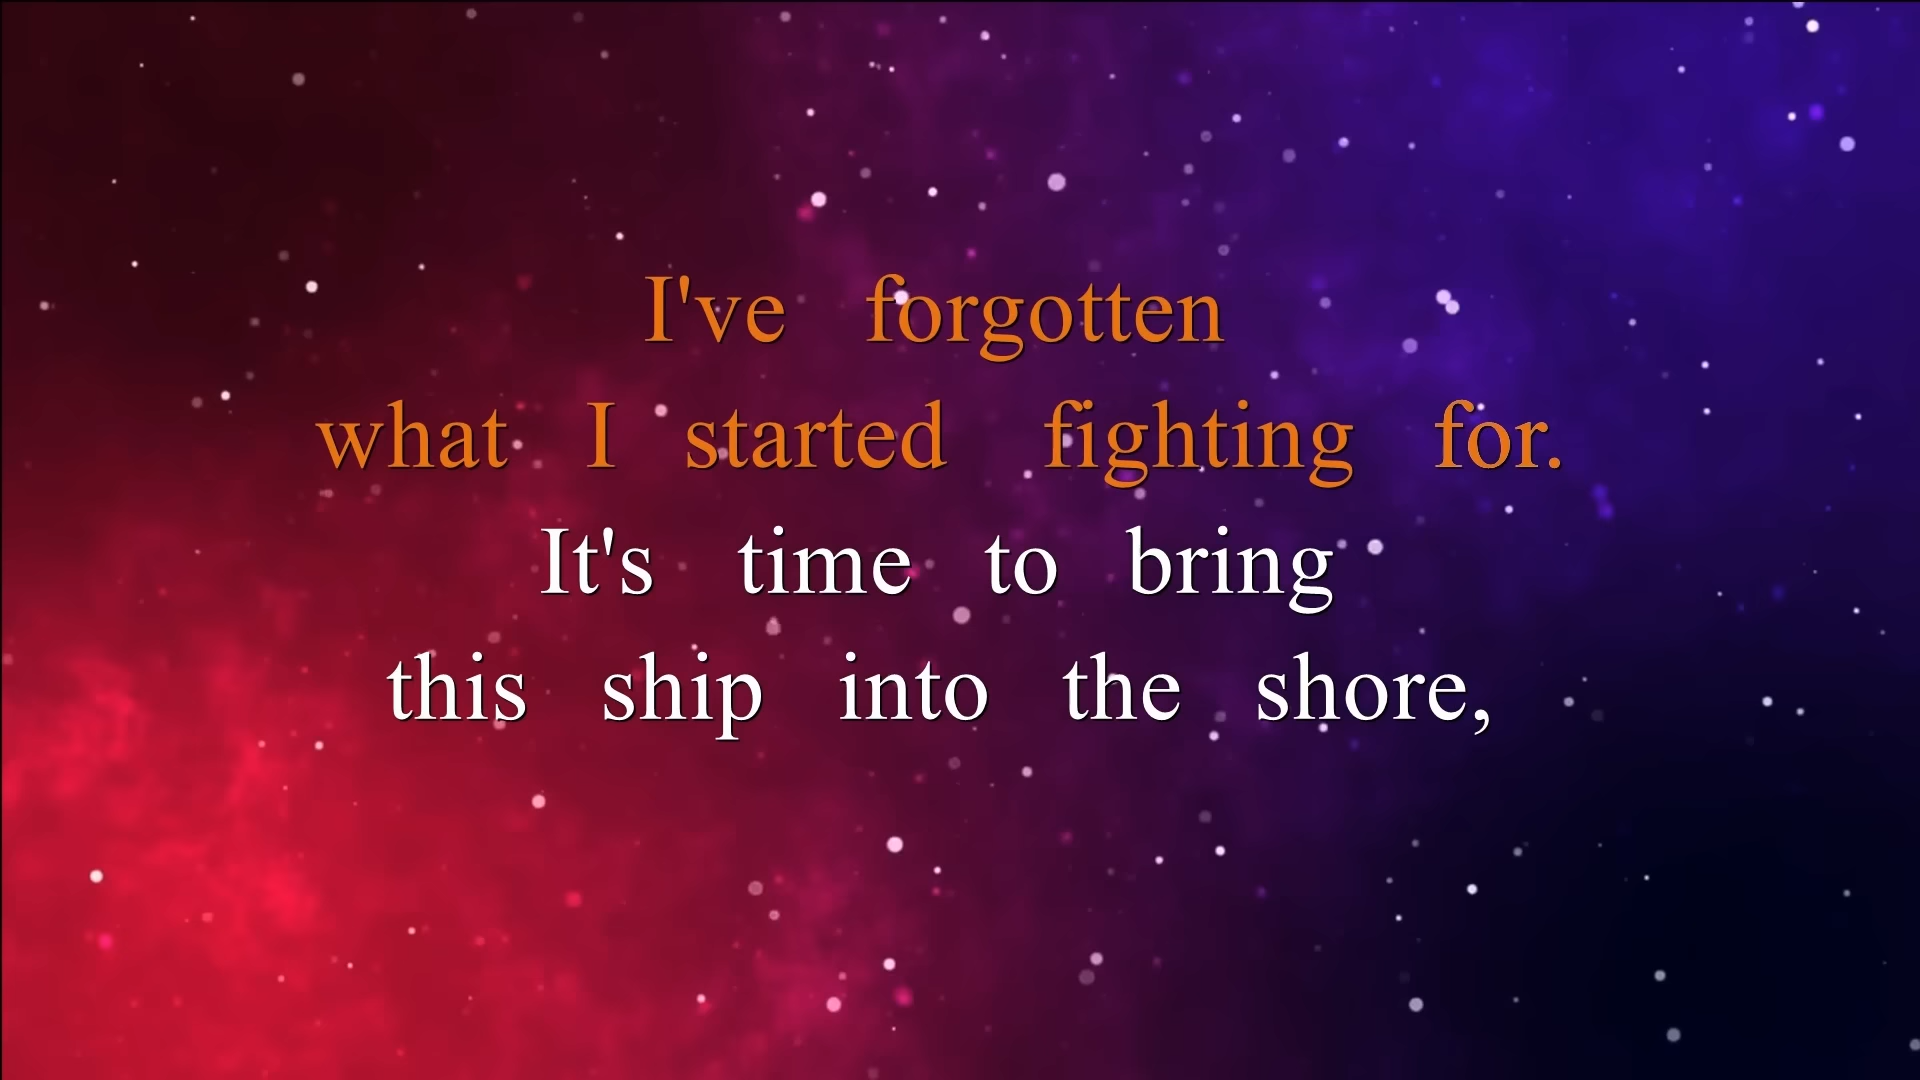 I've forgotten
what I started fighting for.
It's time to bring
this ship into the shore,